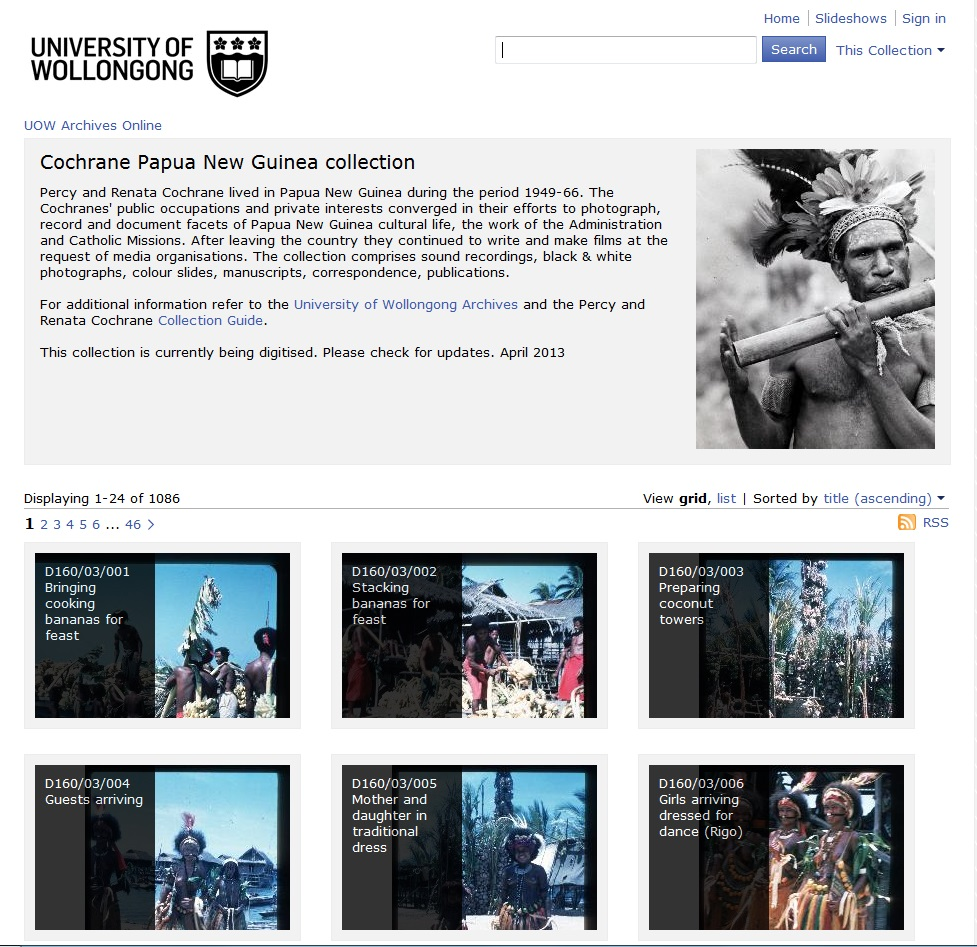 Home
Slideshows
Sign in
UNIVERSITY OF
WOLLONGONG
Search
This Collection
UOW Archives Online
Cochrane Papua New Guinea collection
Percy and Renata Cochrane lived in Papua New Guinea during the period 1949-66. The
Cochranes' public occupations and private interests converged in their efforts to photograph,
record and document facets of Papua New Guinea cultural life, the work of the Administration
and Catholic Missions. After leaving the country they continued to write and make films at the
request of media organisations. The collection comprises sound recordings, black & white
photographs, colour slides, manuscripts, correspondence, publications.
For additional information refer to the University of Wollongong Archives and the Percy and
Renata Cochrane Collection Guide.
This collection is currently being digitised. Please check for updates. April 2013
Displaying 1-24 of 1086
View grid, list | Sorted by title (ascending)
1 2 3 4 5 6 ... 46 >
RSS
D160/03/001
Bringing
cooking
bananas for
feast
D160/03/002
Stacking
bananas for
feast
D160/03/003
Preparing
coconut
towers
D160/03/004
Guests arriving
D160/03/005
Mother and
daughter in
traditional
dress
D160/03/006
Girls arriving
dressed for
dance (Rigo)